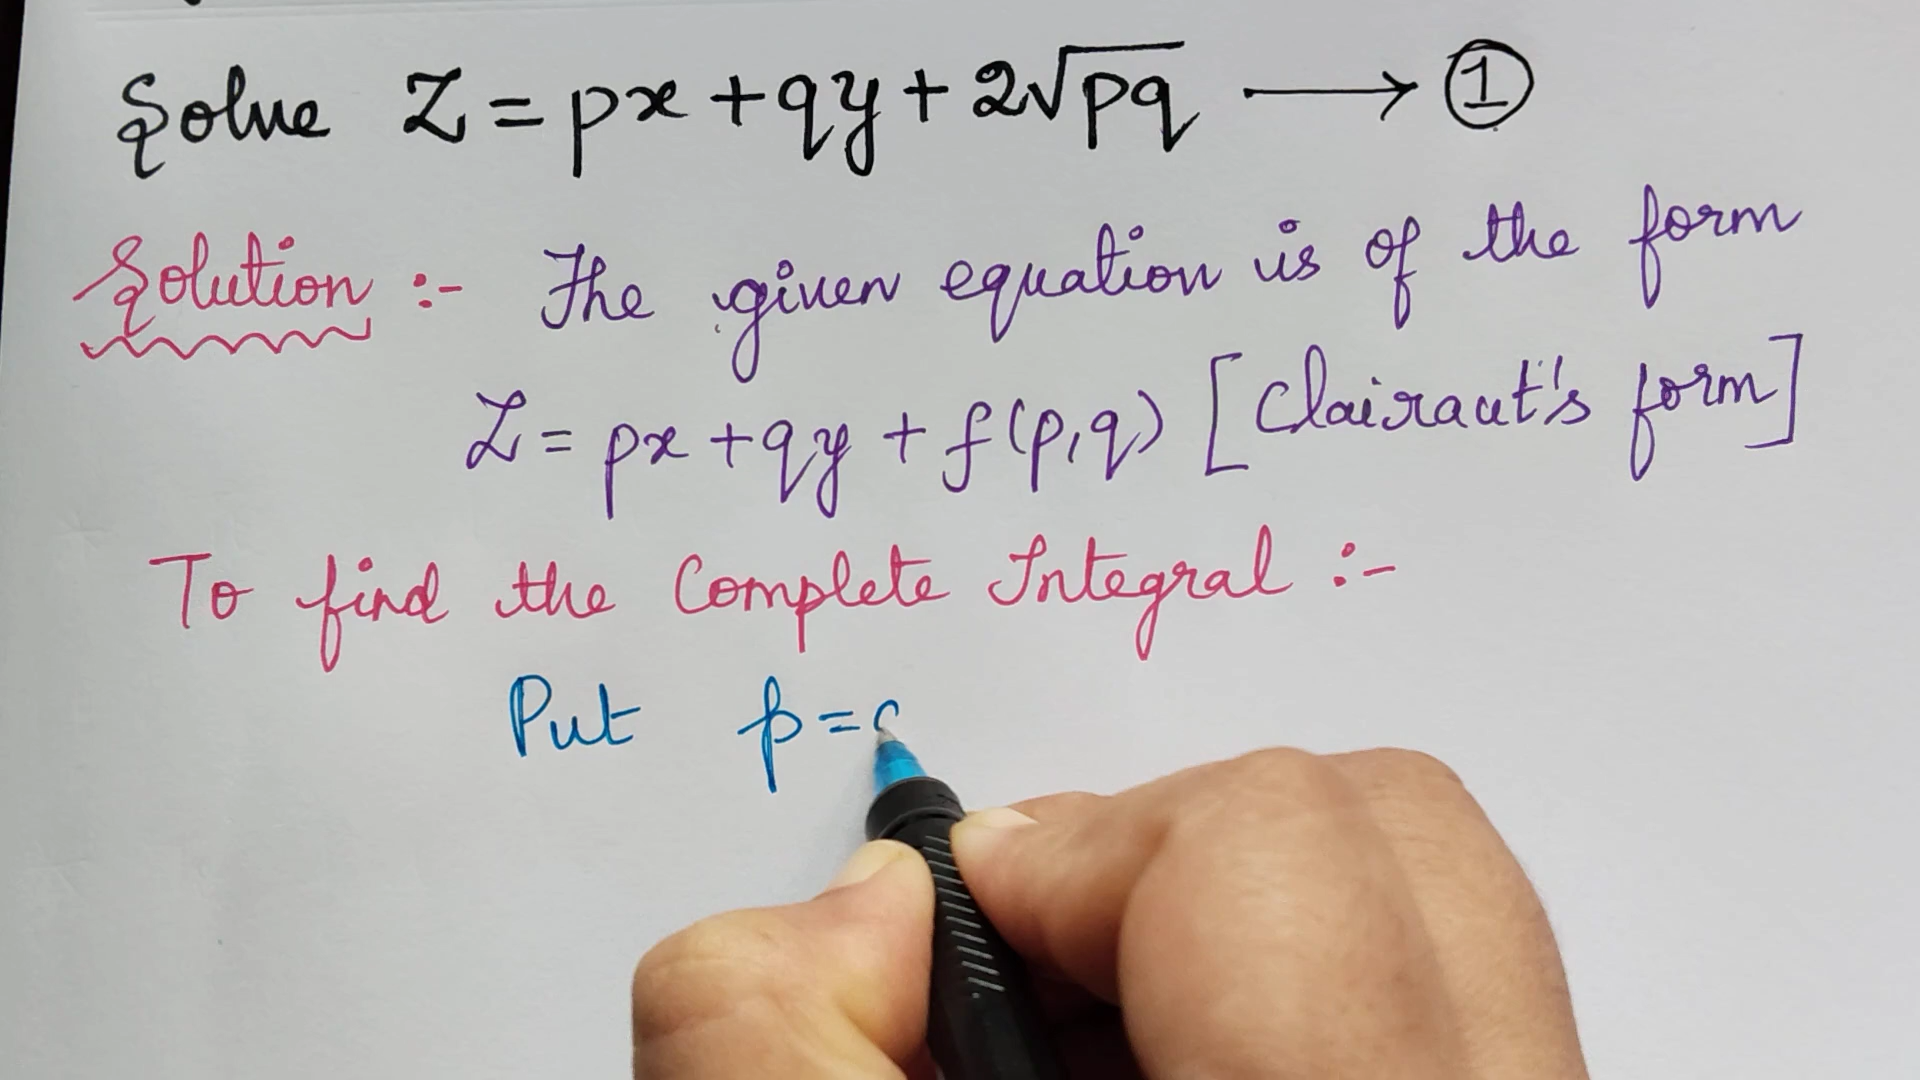 Solve Z = px + qy + 2√pq ⟶ ①
Solution :- The given equation is of the form
Z = px + qy + f(p,q) [Clairaut's form]
To find the Complete Integral :-
Put p =